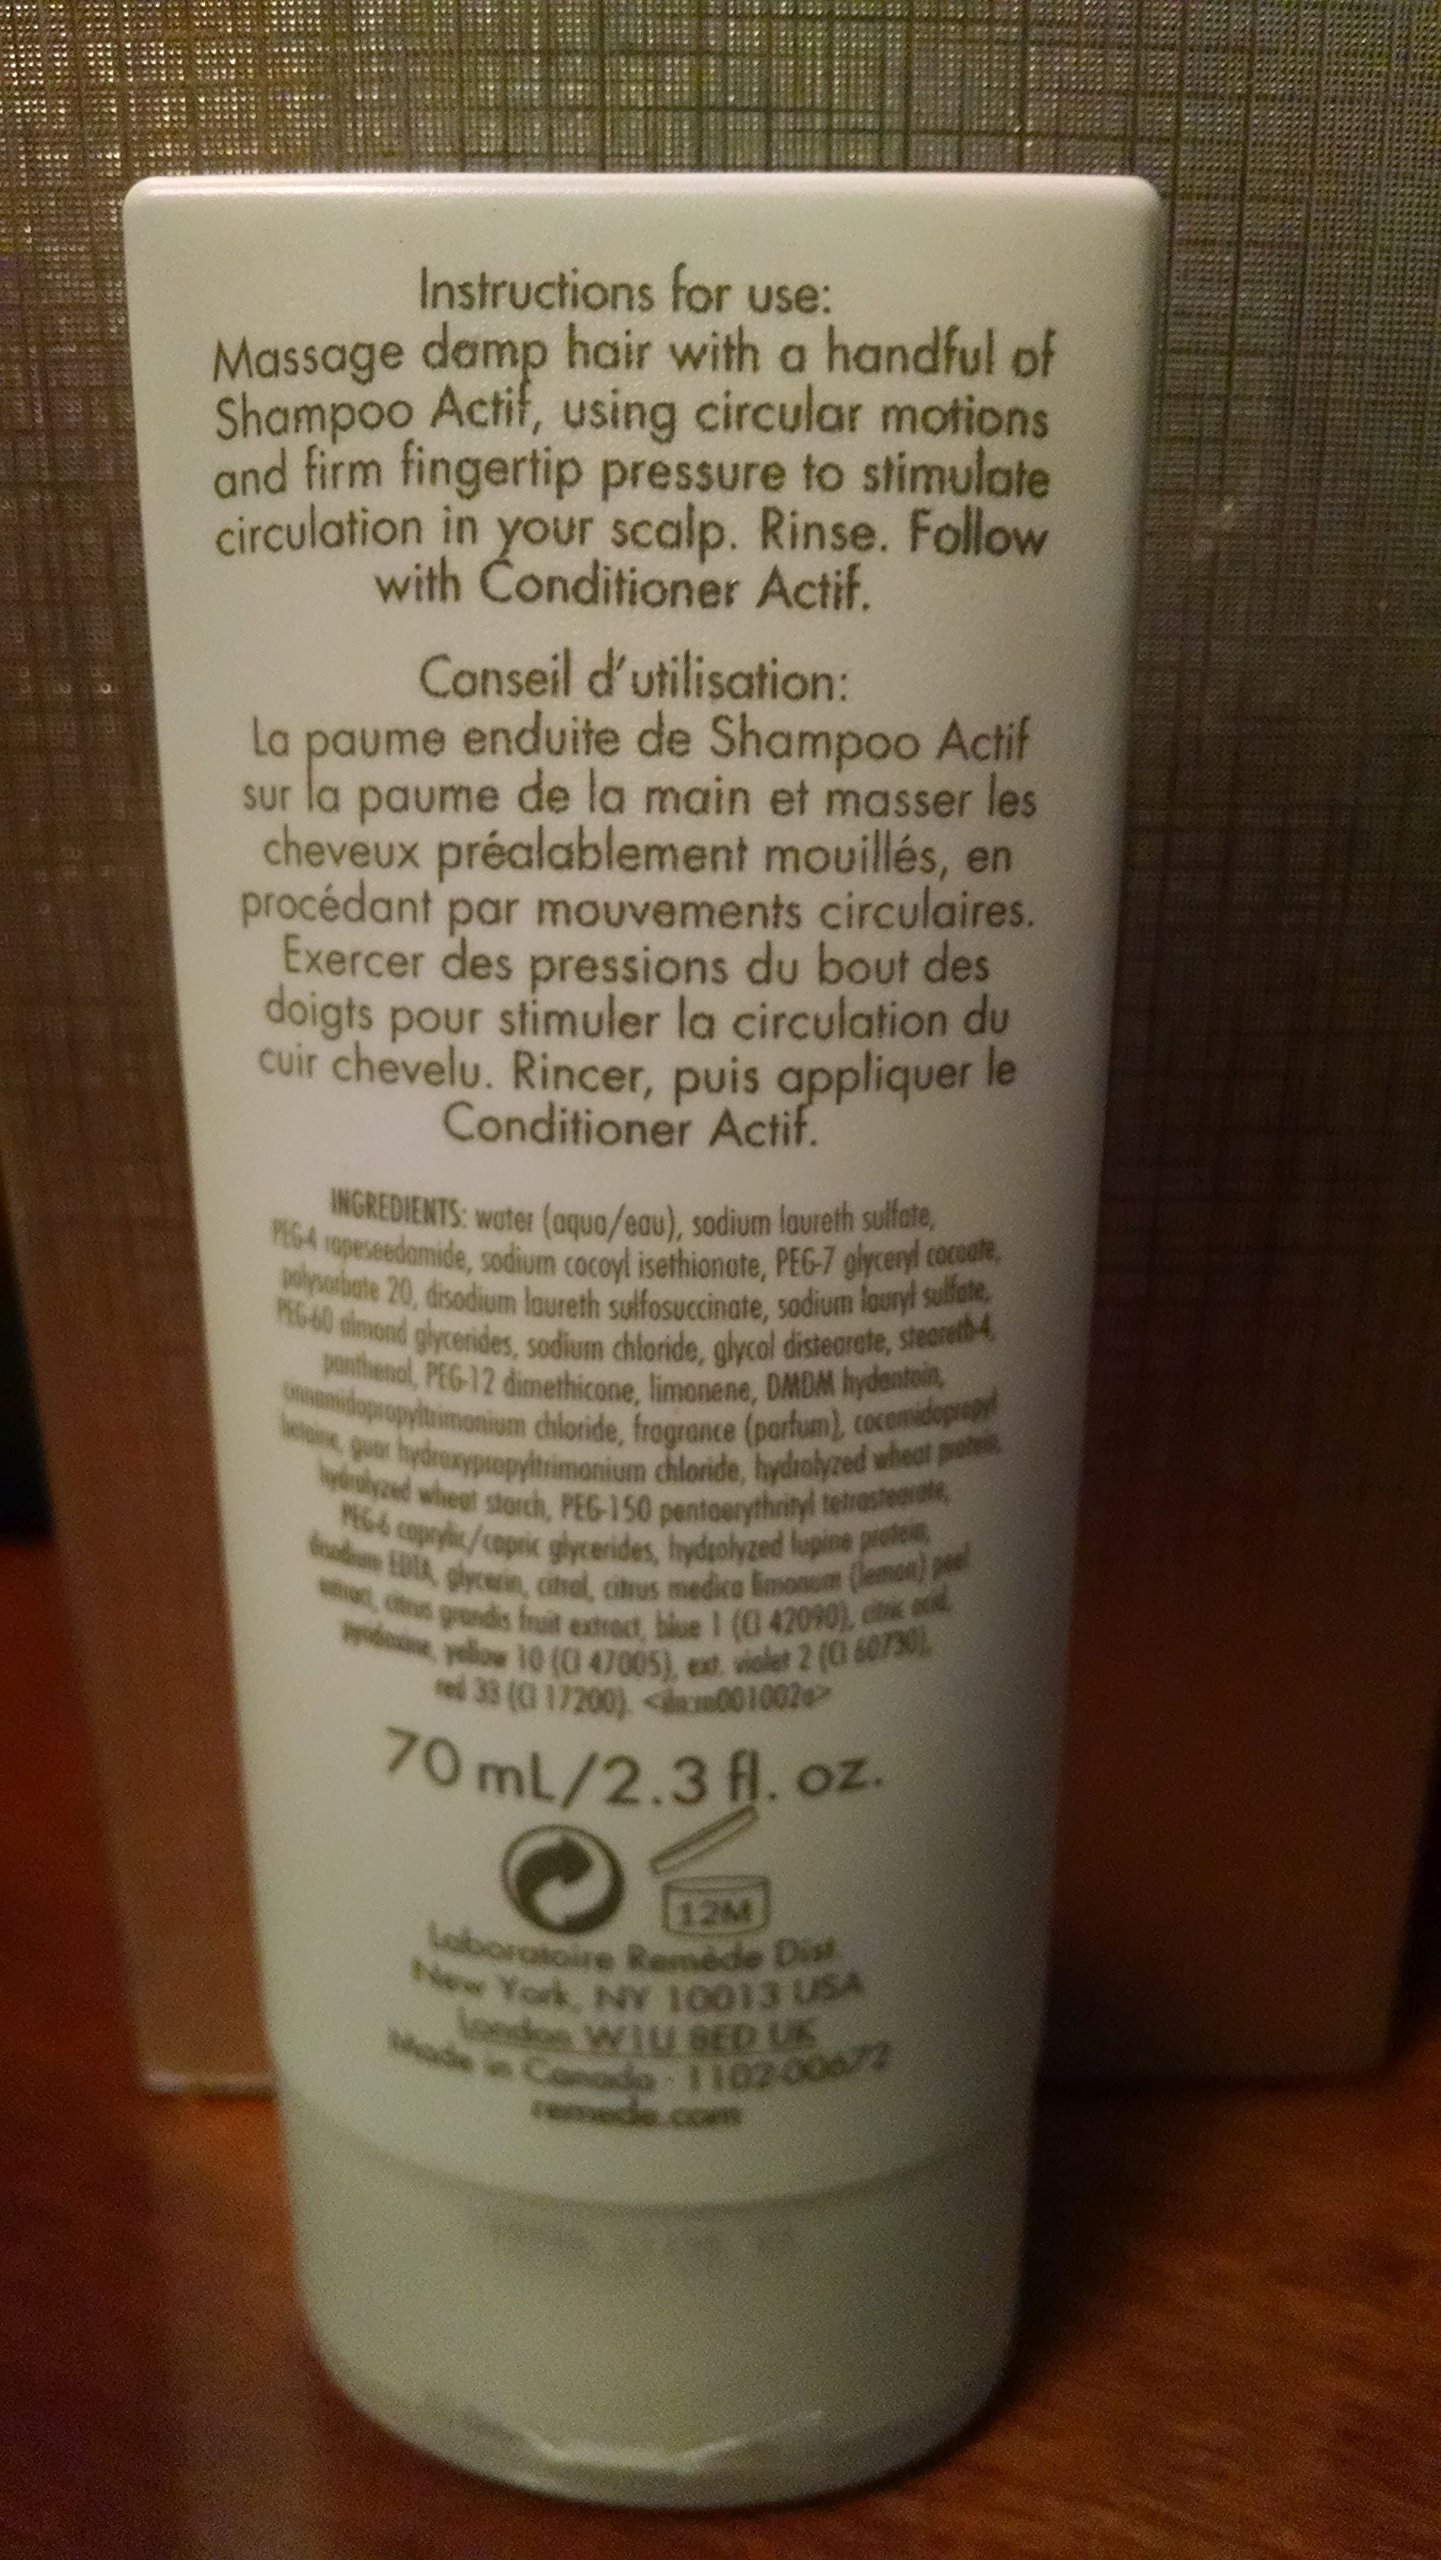 Instructions for use:
Massage damp hair with a handful of
Shampoo Actif, using circular motions
and firm fingertip pressure to stimulate
circulation in your scalp. Rinse. Follow
with Conditioner Actif.
Conseil d'utilisation:
La paume enduite de Shampoo Actif
sur la paume de la main et masser les
cheveux préalablement mouillés, en
procédant par mouvements circulaires.
Exercer des pressions du bout des
doigts pour stimuler la circulation du
cuir chevelu. Rincer, puis appliquer le
Conditioner Actif.
INGREDIENTS: water (aqua/eau), sodium laureth sulfate,
PEG-4 rapeseedamide, sodium cocoyl isethionate, PEG-7 glyceryl cocoate,
polysorbate 20, disodium laureth sulfosuccinate, sodium lauryl sulfate,
PEG-60 almond glycerides, sodium chloride, glycol distearate, steareth-4,
panthenol, PEG-12 dimethicone, limonene, DMDM hydantoin,
cinnamidopropyltrimonium chloride, fragrance (parfum), cocamidopropyl
betaine, guar hydroxypropyltrimonium chloride, hydrolyzed wheat protein,
hydrolyzed wheat starch, PEG-150 pentaerythrityl tetrastearate,
PEG-6 caprylic/capric glycerides, hydrolyzed lupine protein,
disodium EDTA, glycerin, citral, citrus medica limonum (lemon) peel
extract, citrus grandis fruit extract, blue 1 (CI 42090), citric acid,
pyridoxine, yellow 10 (CI 47005), ext. violet 2 (CI 60730),
red 33 (CI 17200).
70 mL/2.3 fl. oz.
12M
Laboratoire Remède Dist.
New York, NY 10013 USA
London W1U 8ED UK
Made in Canada · 1102-00672
remede.com